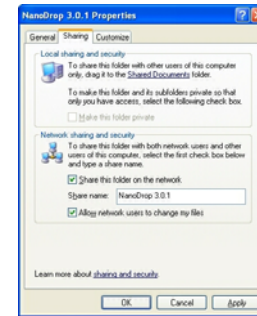 NanoDrop 3.0.1 Properties
General Sharing Customize
Local sharing and security
To share this folder with other users of this computer
only, drag it to the Shared Documents folder.
To make this folder and its subfolders private so that
only you have access, select the following check box.
Make this folder private
Network sharing and security
To share this folder with both network users and other
users of this computer, select the first check box below
and type a share name.
Share this folder on the network
Share name: NanoDrop 3.0.1
Allow network users to change my files
Learn more about sharing and security.
OK Cancel Apply